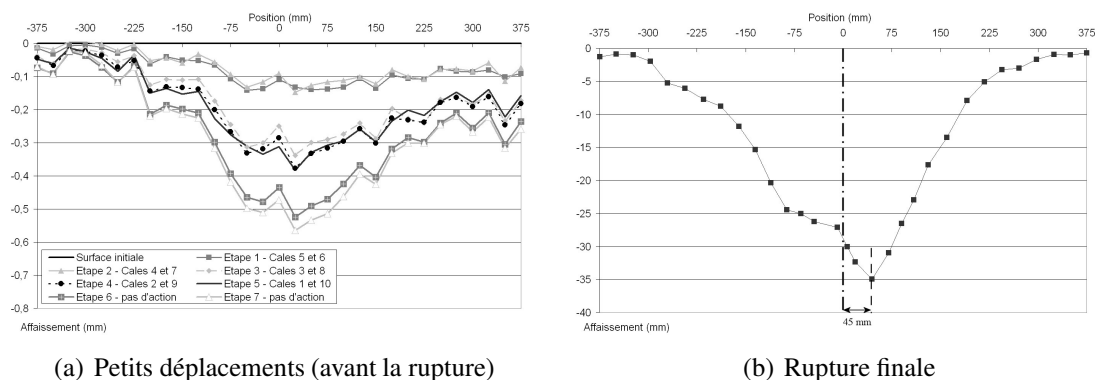 Position (mm)
-375 -300 -225 -150 -75 0 75 150 225 300 375
0
-0,1
-0,2
-0,3
-0,4
-0,5
-0,6
-0,7
-0,8
Surface initiale
Etape 1 - Cales 5 et 6
Etape 2 - Cales 4 et 7
Etape 3 - Cales 3 et 8
Etape 4 - Cales 2 et 9
Etape 5 - Cales 1 et 10
Etape 6 - pas d'action
Etape 7 - pas d'action
Affaissement (mm)
(a) Petits déplacements (avant la rupture)
Position (mm)
-375 -297 -219 -141 -63 0 72 150 225 300 375
0
-5
-10
-15
-20
-25
-30
-35
-40
45 mm
Affaissement (mm)
(b) Rupture finale